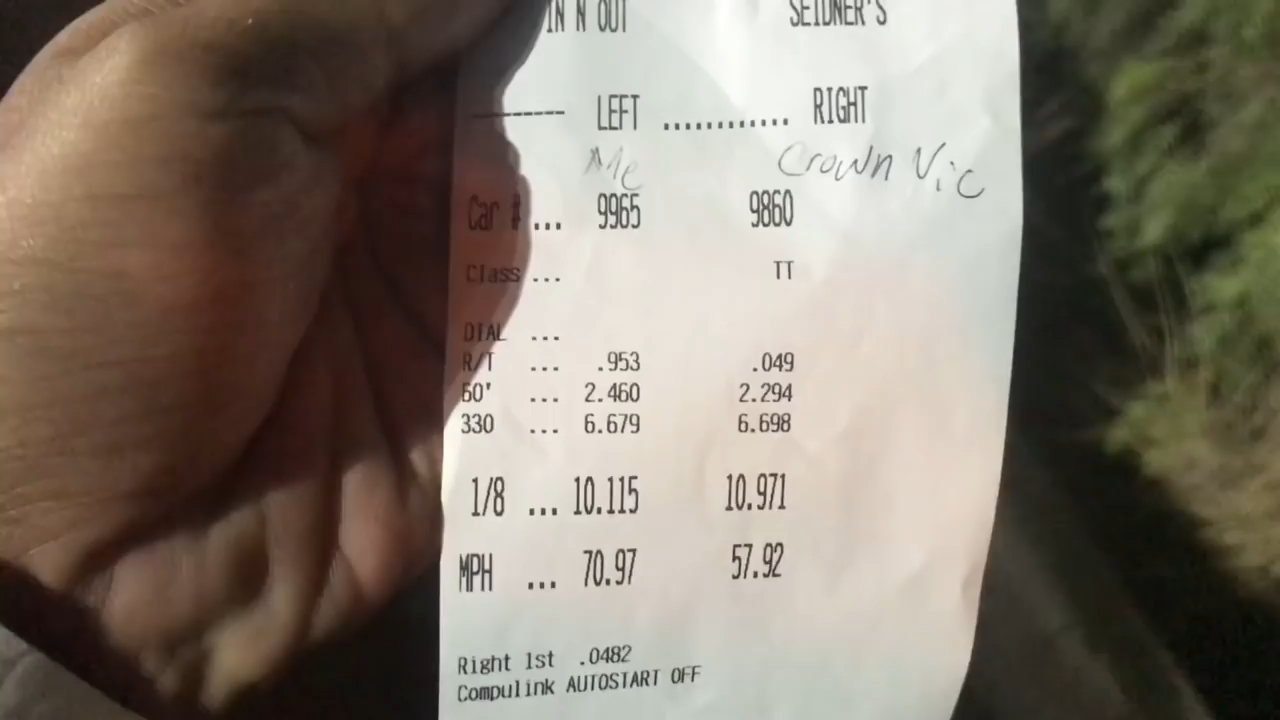 IN N OUT SEIDNER'S
------ LEFT ............ RIGHT
Me Crown Vic
Car # ... 9965 9860
Class ... TT
DIAL ...
R/T ... .953 .049
60' ... 2.460 2.294
330 ... 6.679 6.698
1/8 ... 10.115 10.971
MPH ... 70.97 57.92
Right 1st .0482
Compulink AUTOSTART OFF